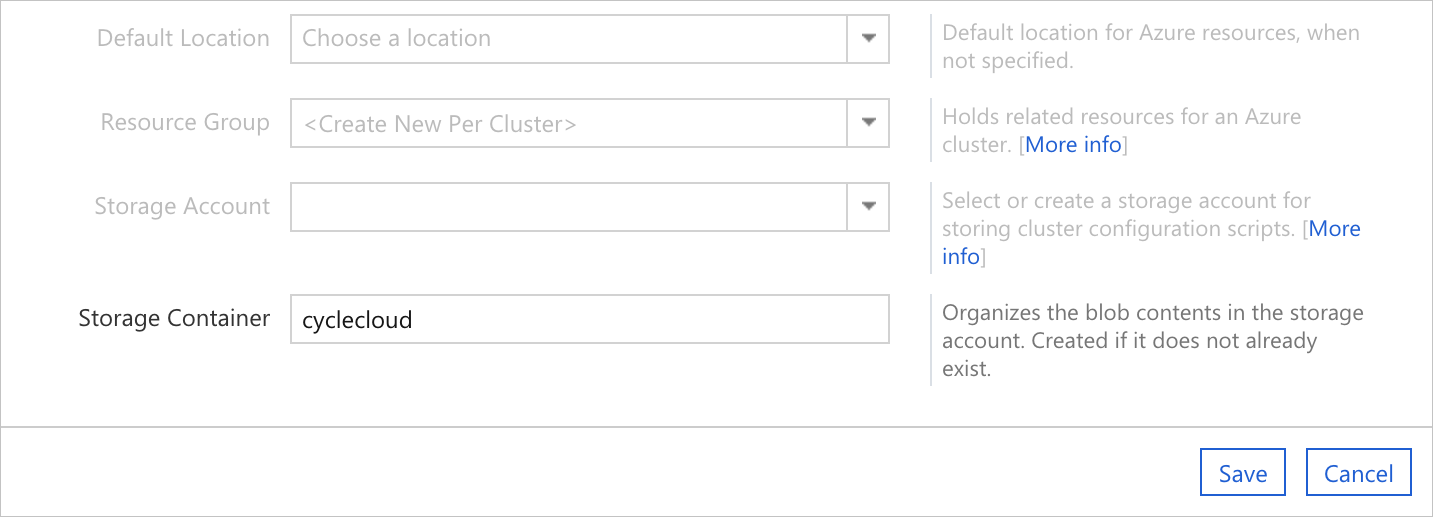 Default Location
Choose a location
Default location for Azure resources, when
not specified.
Resource Group
<Create New Per Cluster>
Holds related resources for an Azure
cluster. [More info]
Storage Account
Select or create a storage account for
storing cluster configuration scripts. [More
info]
Storage Container
cyclecloud
Organizes the blob contents in the storage
account. Created if it does not already
exist.
Save
Cancel